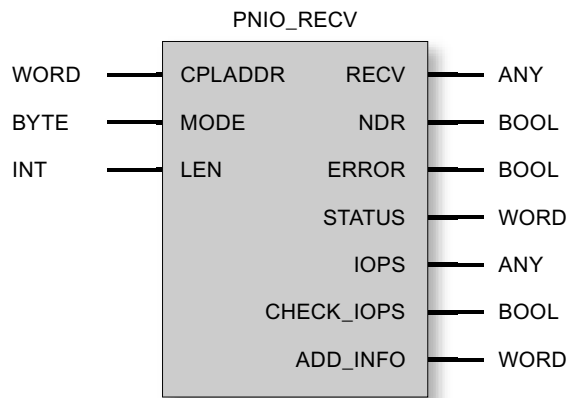 PNIO_RECV
WORD CPLADDR RECV ANY
BYTE MODE NDR BOOL
INT LEN ERROR BOOL
STATUS WORD
IOPS ANY
CHECK_IOPS BOOL
ADD_INFO WORD